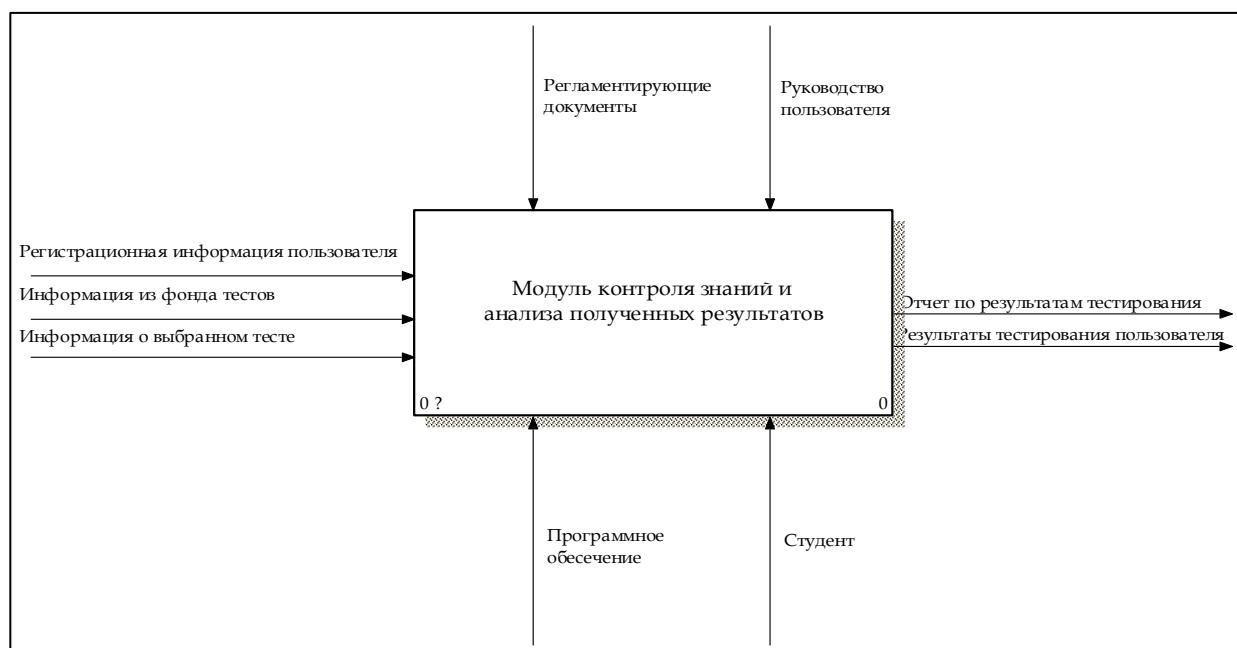 Регламентирующие
документы
Руководство
пользователя
Регистрационная информация пользователя
Информация из фонда тестов
Информация о выбранном тесте
Модуль контроля знаний и
анализа полученных результатов
Отчет по результатам тестирования
Результаты тестирования пользователя
0 ?
0
Программное
обесечение
Студент